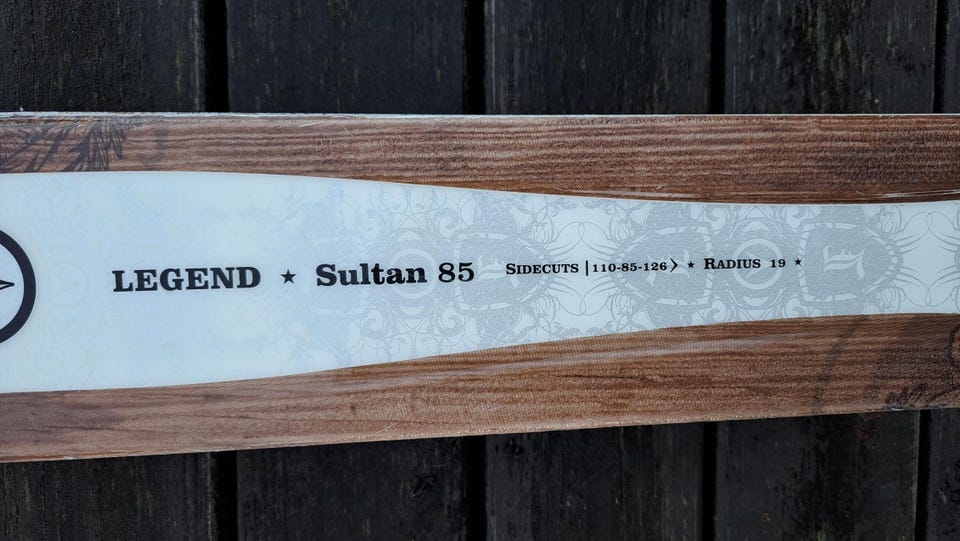 LEGEND ★ Sultan 85 SIDECUTS |110-85-126〉 ★ RADIUS 19 ★